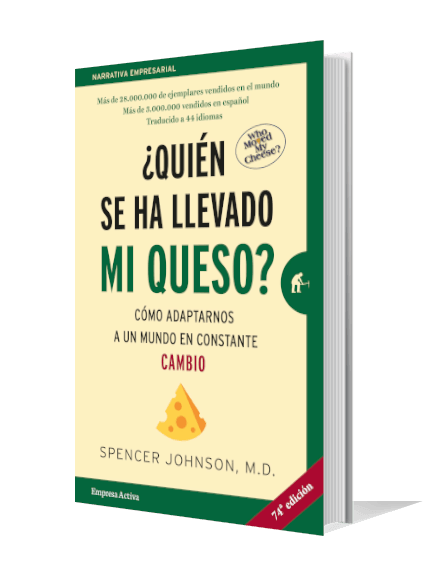 NARRATIVA EMPRESARIAL
Más de 28.000.000 de ejemplares vendidos en el mundo
Más de 3.000.000 vendidos en español
Traducido a 44 idiomas
Who
Moved
My
Cheese?
¿QUIÉN
SE HA LLEVADO
MI QUESO?
CÓMO ADAPTARNOS
A UN MUNDO EN CONSTANTE
CAMBIO
SPENCER JOHNSON, M.D.
Empresa Activa
74ª edición